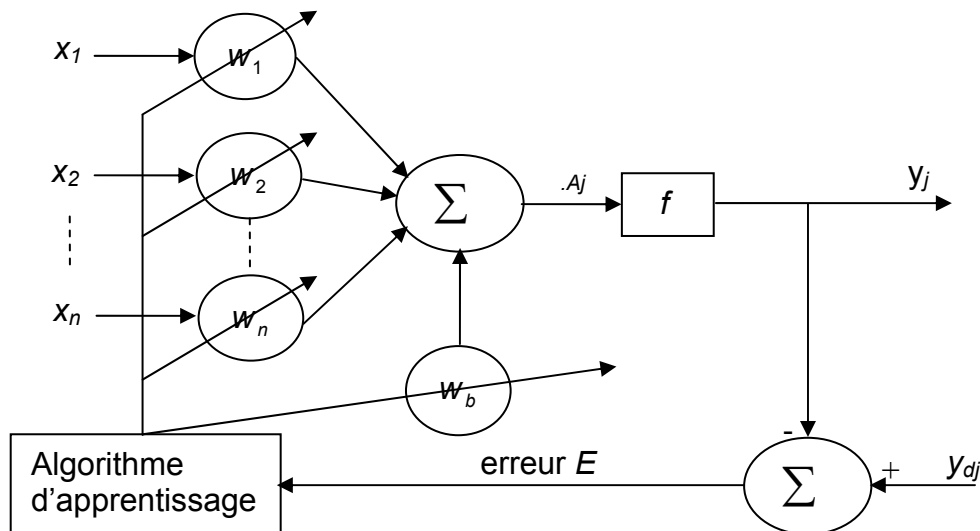 x1
w1
x2
w2
xn
wn
Σ
.Aj
f
yj
wb
-
+
ydj
Σ
erreur E
Algorithme
d'apprentissage